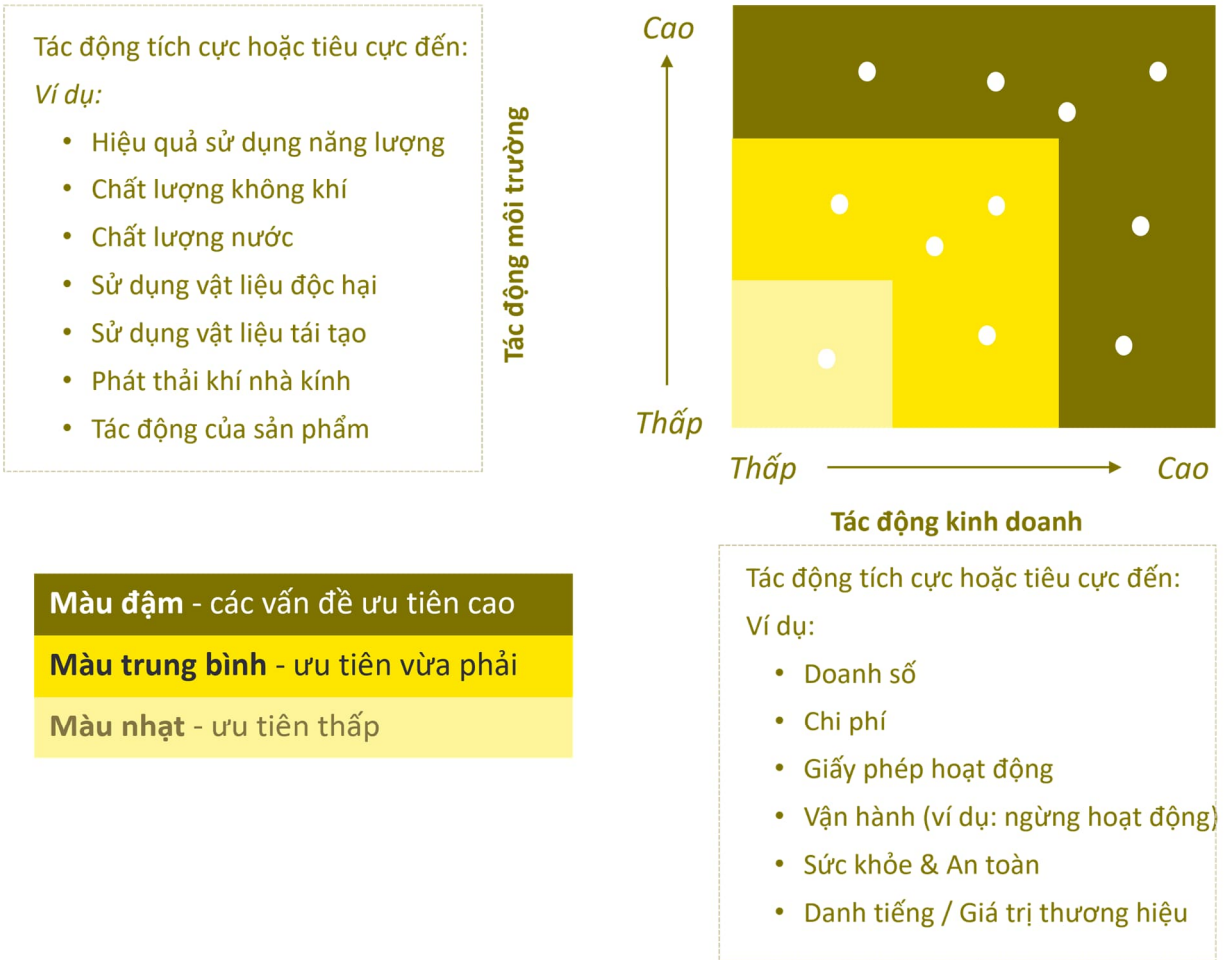 Tác động tích cực hoặc tiêu cực đến:
Ví dụ:
• Hiệu quả sử dụng năng lượng
• Chất lượng không khí
• Chất lượng nước
• Sử dụng vật liệu độc hại
• Sử dụng vật liệu tái tạo
• Phát thải khí nhà kính
• Tác động của sản phẩm
Tác động môi trường
Cao
Thấp
Thấp
Cao
Tác động kinh doanh
Màu đậm - các vấn đề ưu tiên cao
Màu trung bình - ưu tiên vừa phải
Màu nhạt - ưu tiên thấp
Tác động tích cực hoặc tiêu cực đến:
Ví dụ:
• Doanh số
• Chi phí
• Giấy phép hoạt động
• Vận hành (ví dụ: ngừng hoạt động)
• Sức khỏe & An toàn
• Danh tiếng / Giá trị thương hiệu